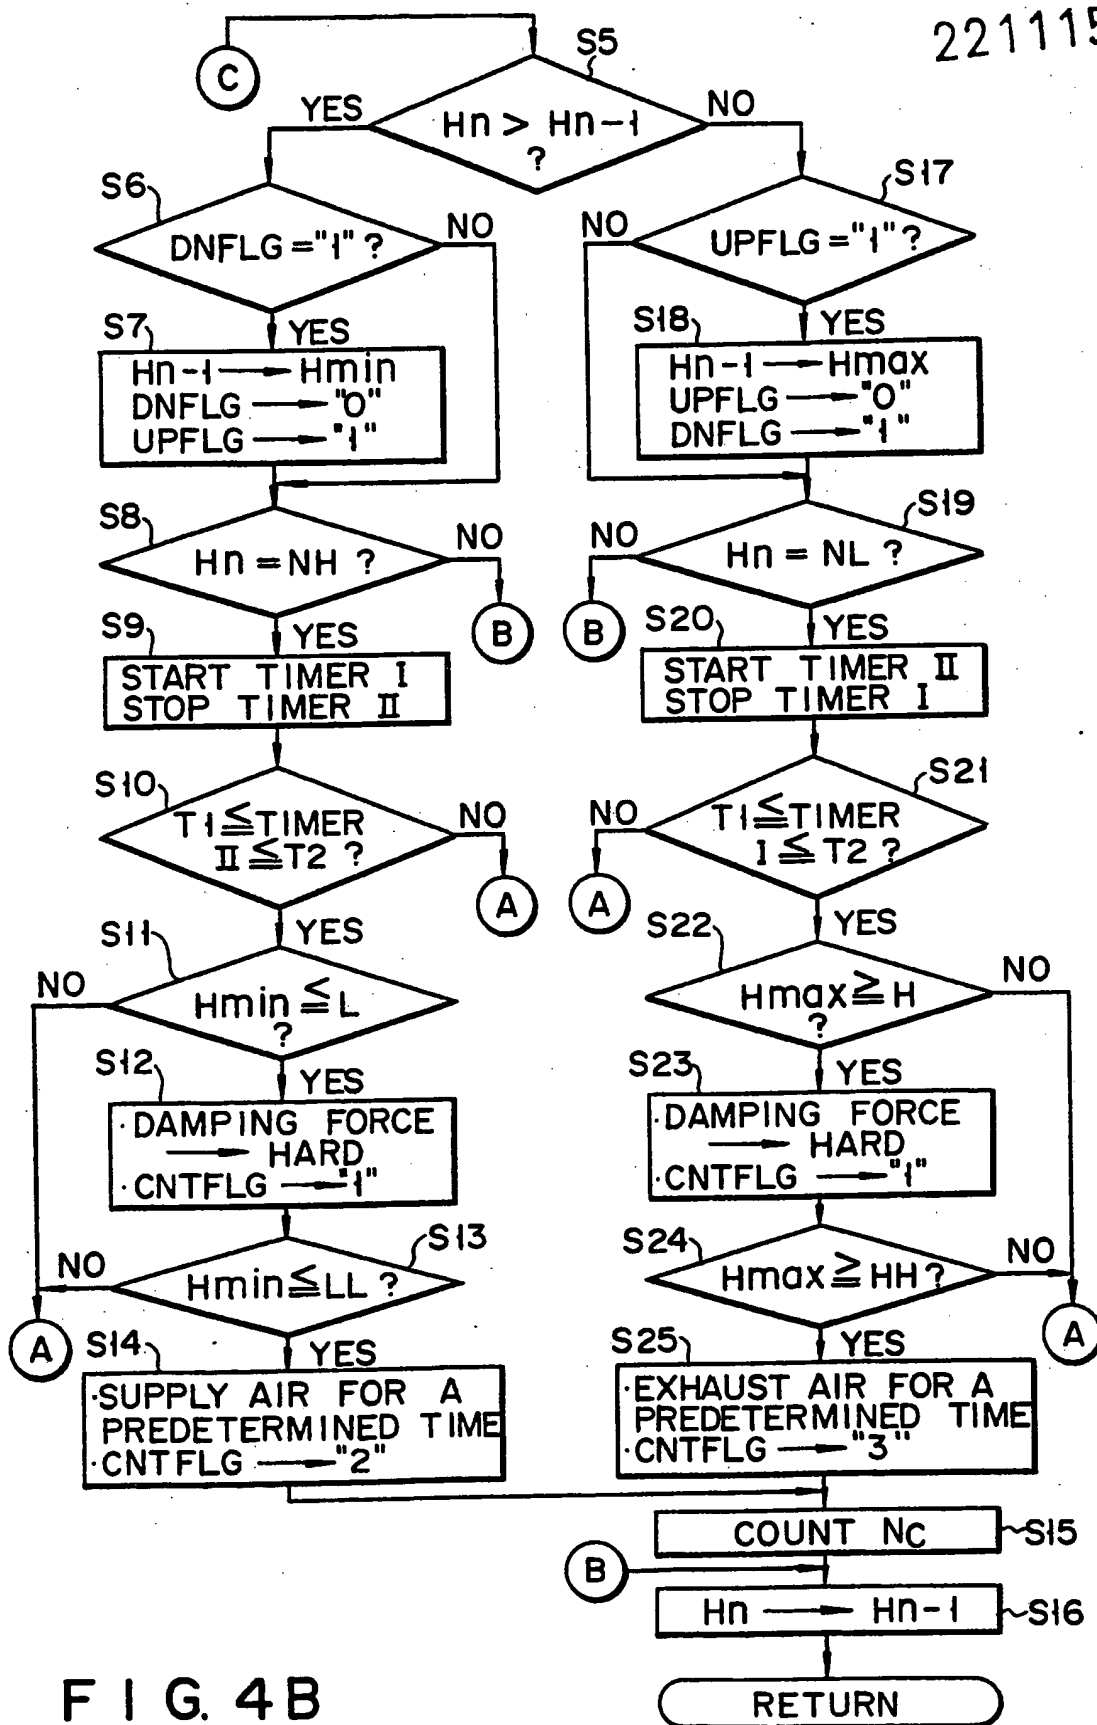 221115
C
S5
YES
Hn > Hn-1
?
NO
S6
DNFLG="1" ?
NO
S17
NO
UPFLG="1" ?
S7
YES
Hn-1 → Hmin
DNFLG → "0"
UPFLG → "1"
S18
YES
Hn-1 → Hmax
UPFLG → "0"
DNFLG → "1"
S8
Hn = NH ?
NO
B
S19
NO
Hn = NL ?
B
S9
YES
START TIMER I
STOP TIMER II
S20
YES
START TIMER II
STOP TIMER I
S10
T1≦TIMER
II≦T2 ?
NO
A
S21
NO
T1≦TIMER
I≦T2 ?
A
S11
YES
NO
Hmin ≦ L
?
S22
YES
Hmax≧H
?
NO
S12
YES
·DAMPING FORCE
→ HARD
·CNTFLG → "1"
S23
YES
·DAMPING FORCE
→ HARD
·CNTFLG → "1"
S13
NO
Hmin≦LL ?
A
S24
Hmax≧HH ?
NO
A
S14
YES
·SUPPLY AIR FOR A
PREDETERMINED TIME
·CNTFLG → "2"
S25
YES
·EXHAUST AIR FOR A
PREDETERMINED TIME
·CNTFLG → "3"
COUNT NC
S15
B
Hn → Hn-1
S16
RETURN
FIG. 4B